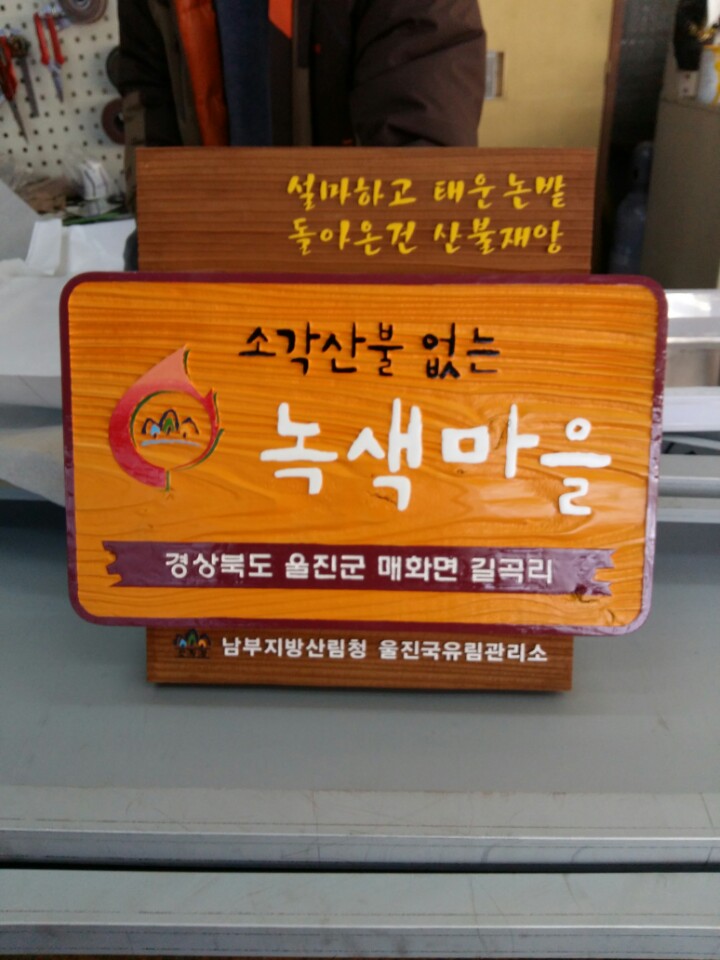 설마하고 태운 논밭
돌아온건 산불재앙
소각산불 없는
녹색마을
경상북도 울진군 매화면 길곡리
남부지방산림청 울진국유림관리소